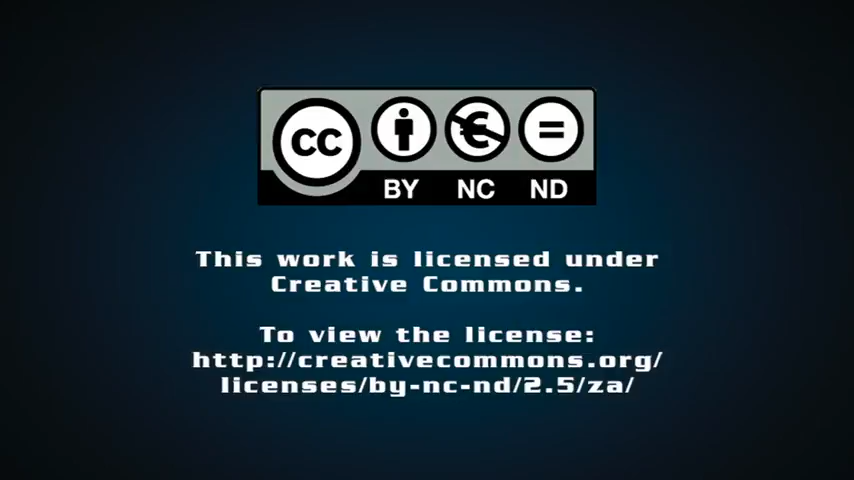 CC
BY NC ND
This work is licensed under
Creative Commons.
To view the license:
http://creativecommons.org/
licenses/by-nc-nd/2.5/za/